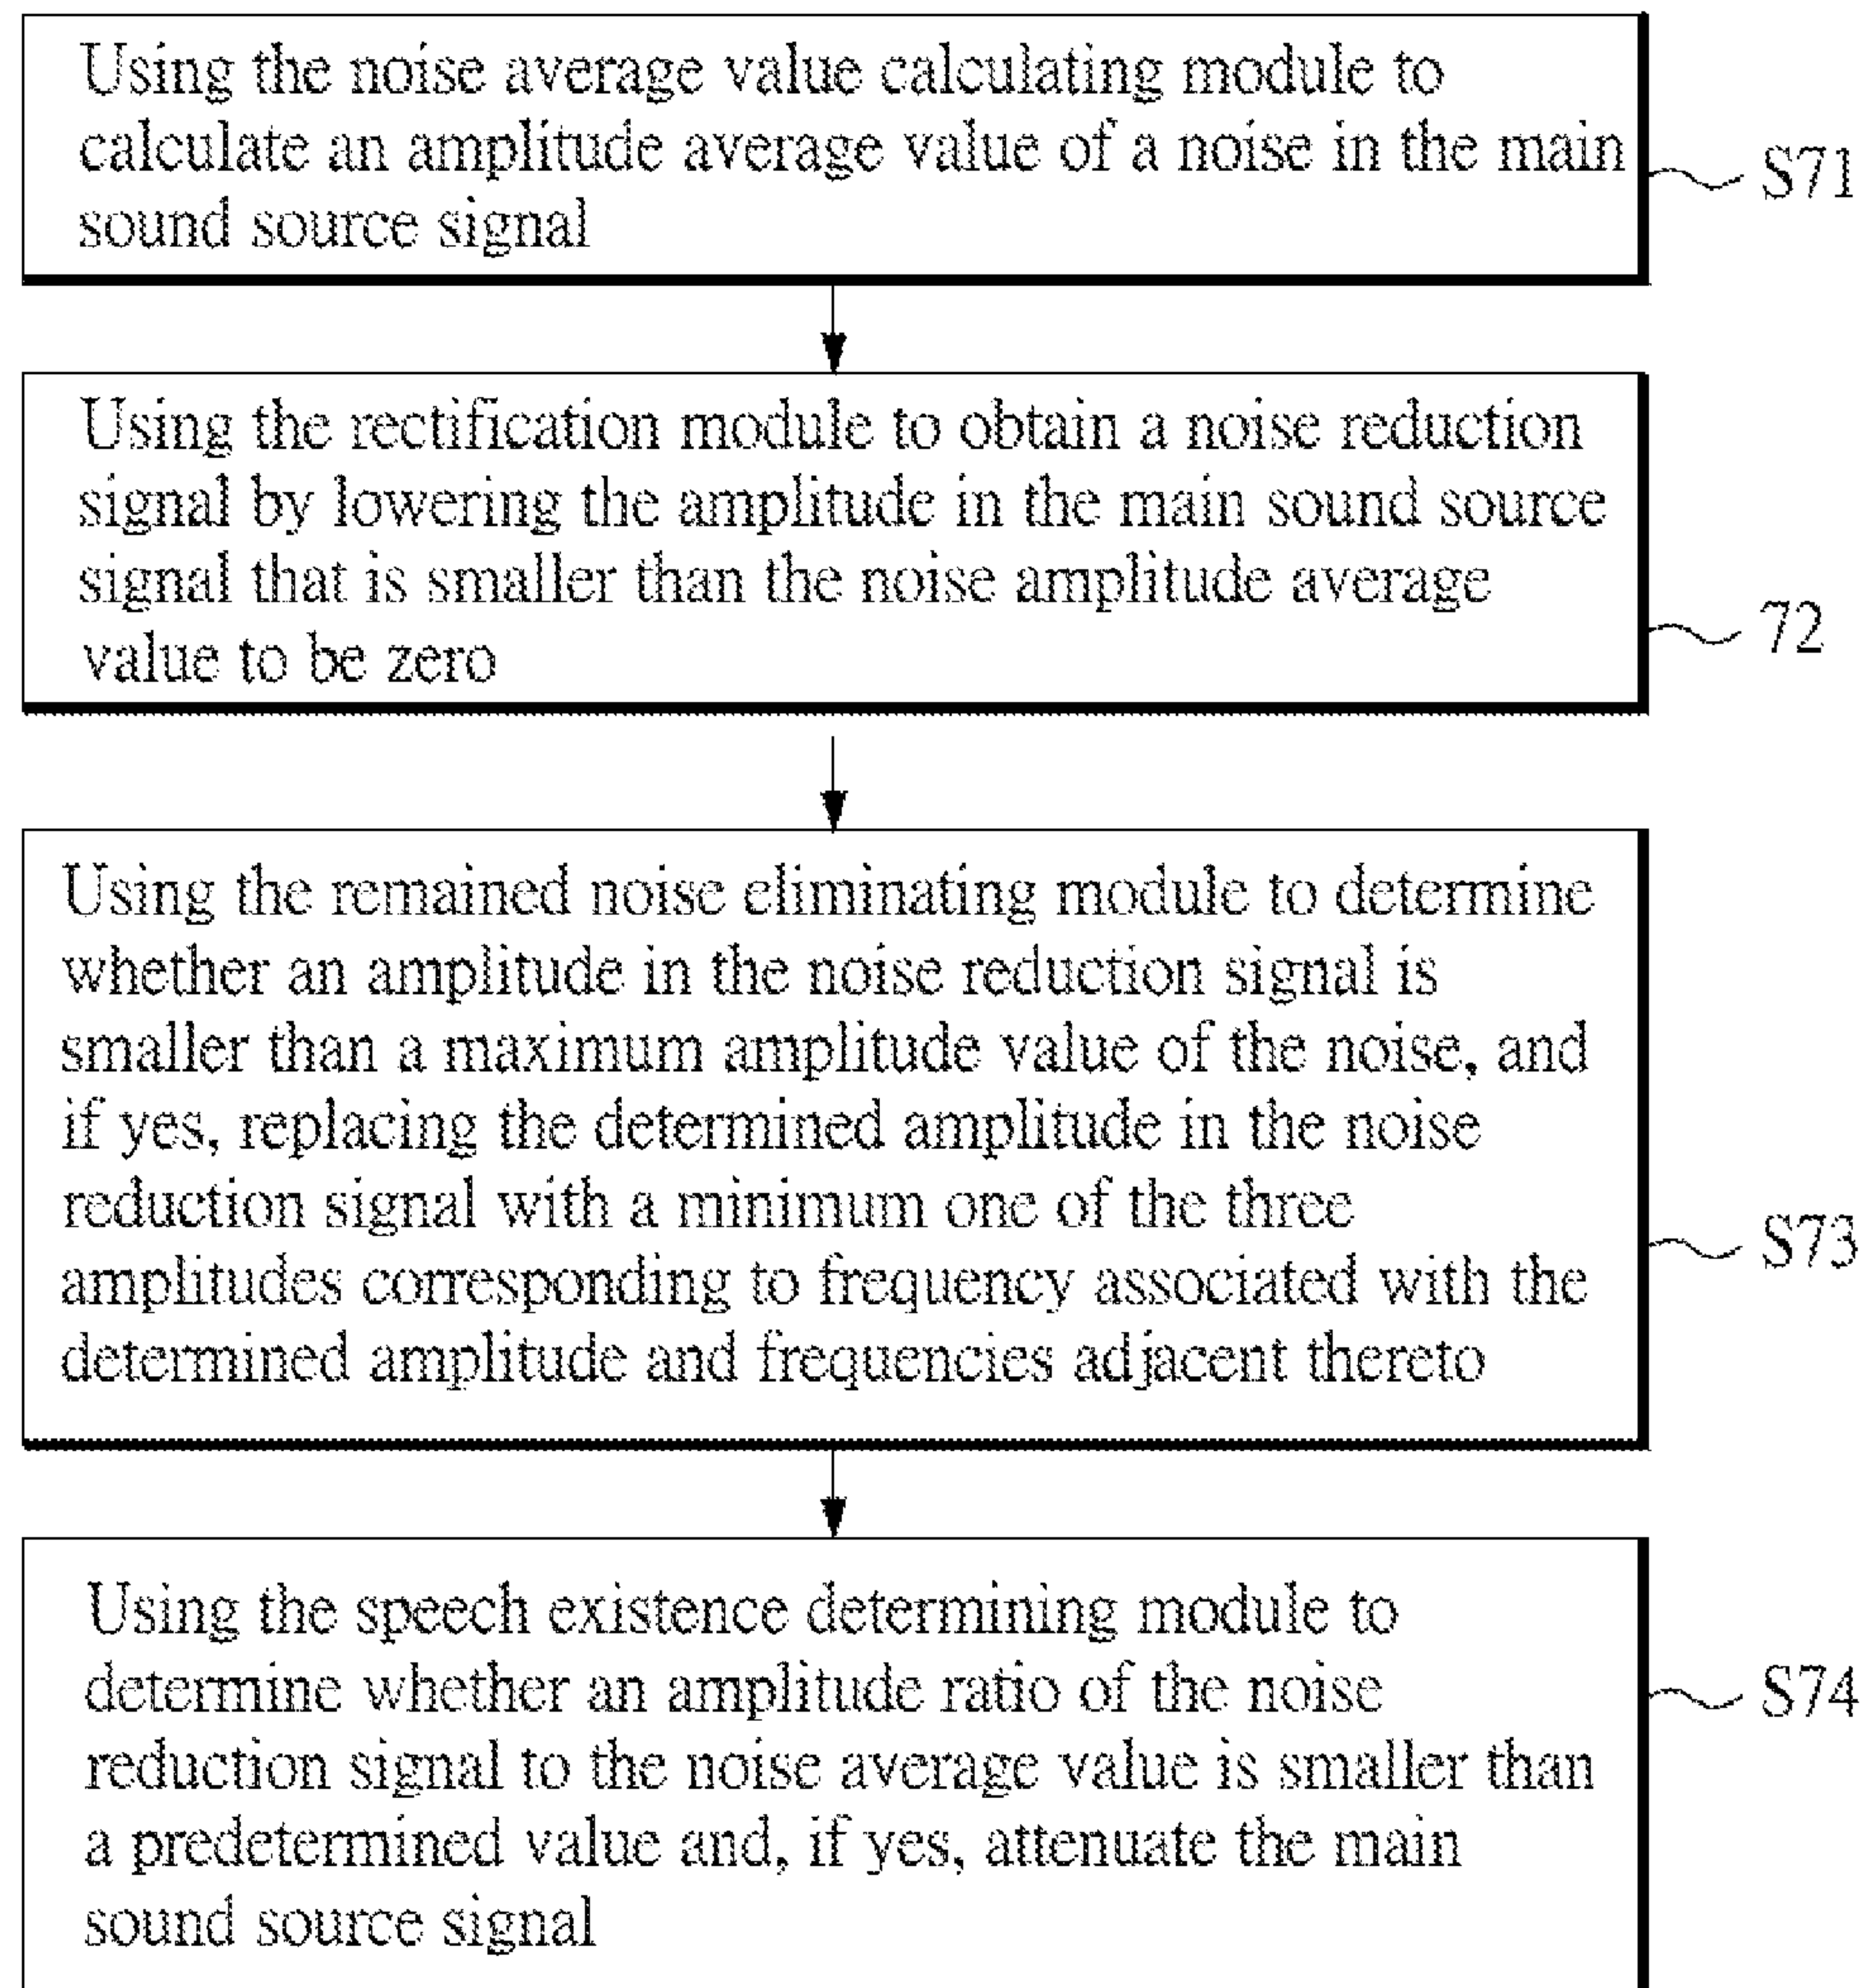 Using the noise average value calculating module to
calculate an amplitude average value of a noise in the main
sound source signal
S71
Using the rectification module to obtain a noise reduction
signal by lowering the amplitude in the main sound source
signal that is smaller than the noise amplitude average
value to be zero
72
Using the remained noise eliminating module to determine
whether an amplitude in the noise reduction signal is
smaller than a maximum amplitude value of the noise, and
if yes, replacing the determined amplitude in the noise
reduction signal with a minimum one of the three
amplitudes corresponding to frequency associated with the
determined amplitude and frequencies adjacent thereto
S73
Using the speech existence determining module to
determine whether an amplitude ratio of the noise
reduction signal to the noise average value is smaller than
a predetermined value and, if yes, attenuate the main
sound source signal
S74